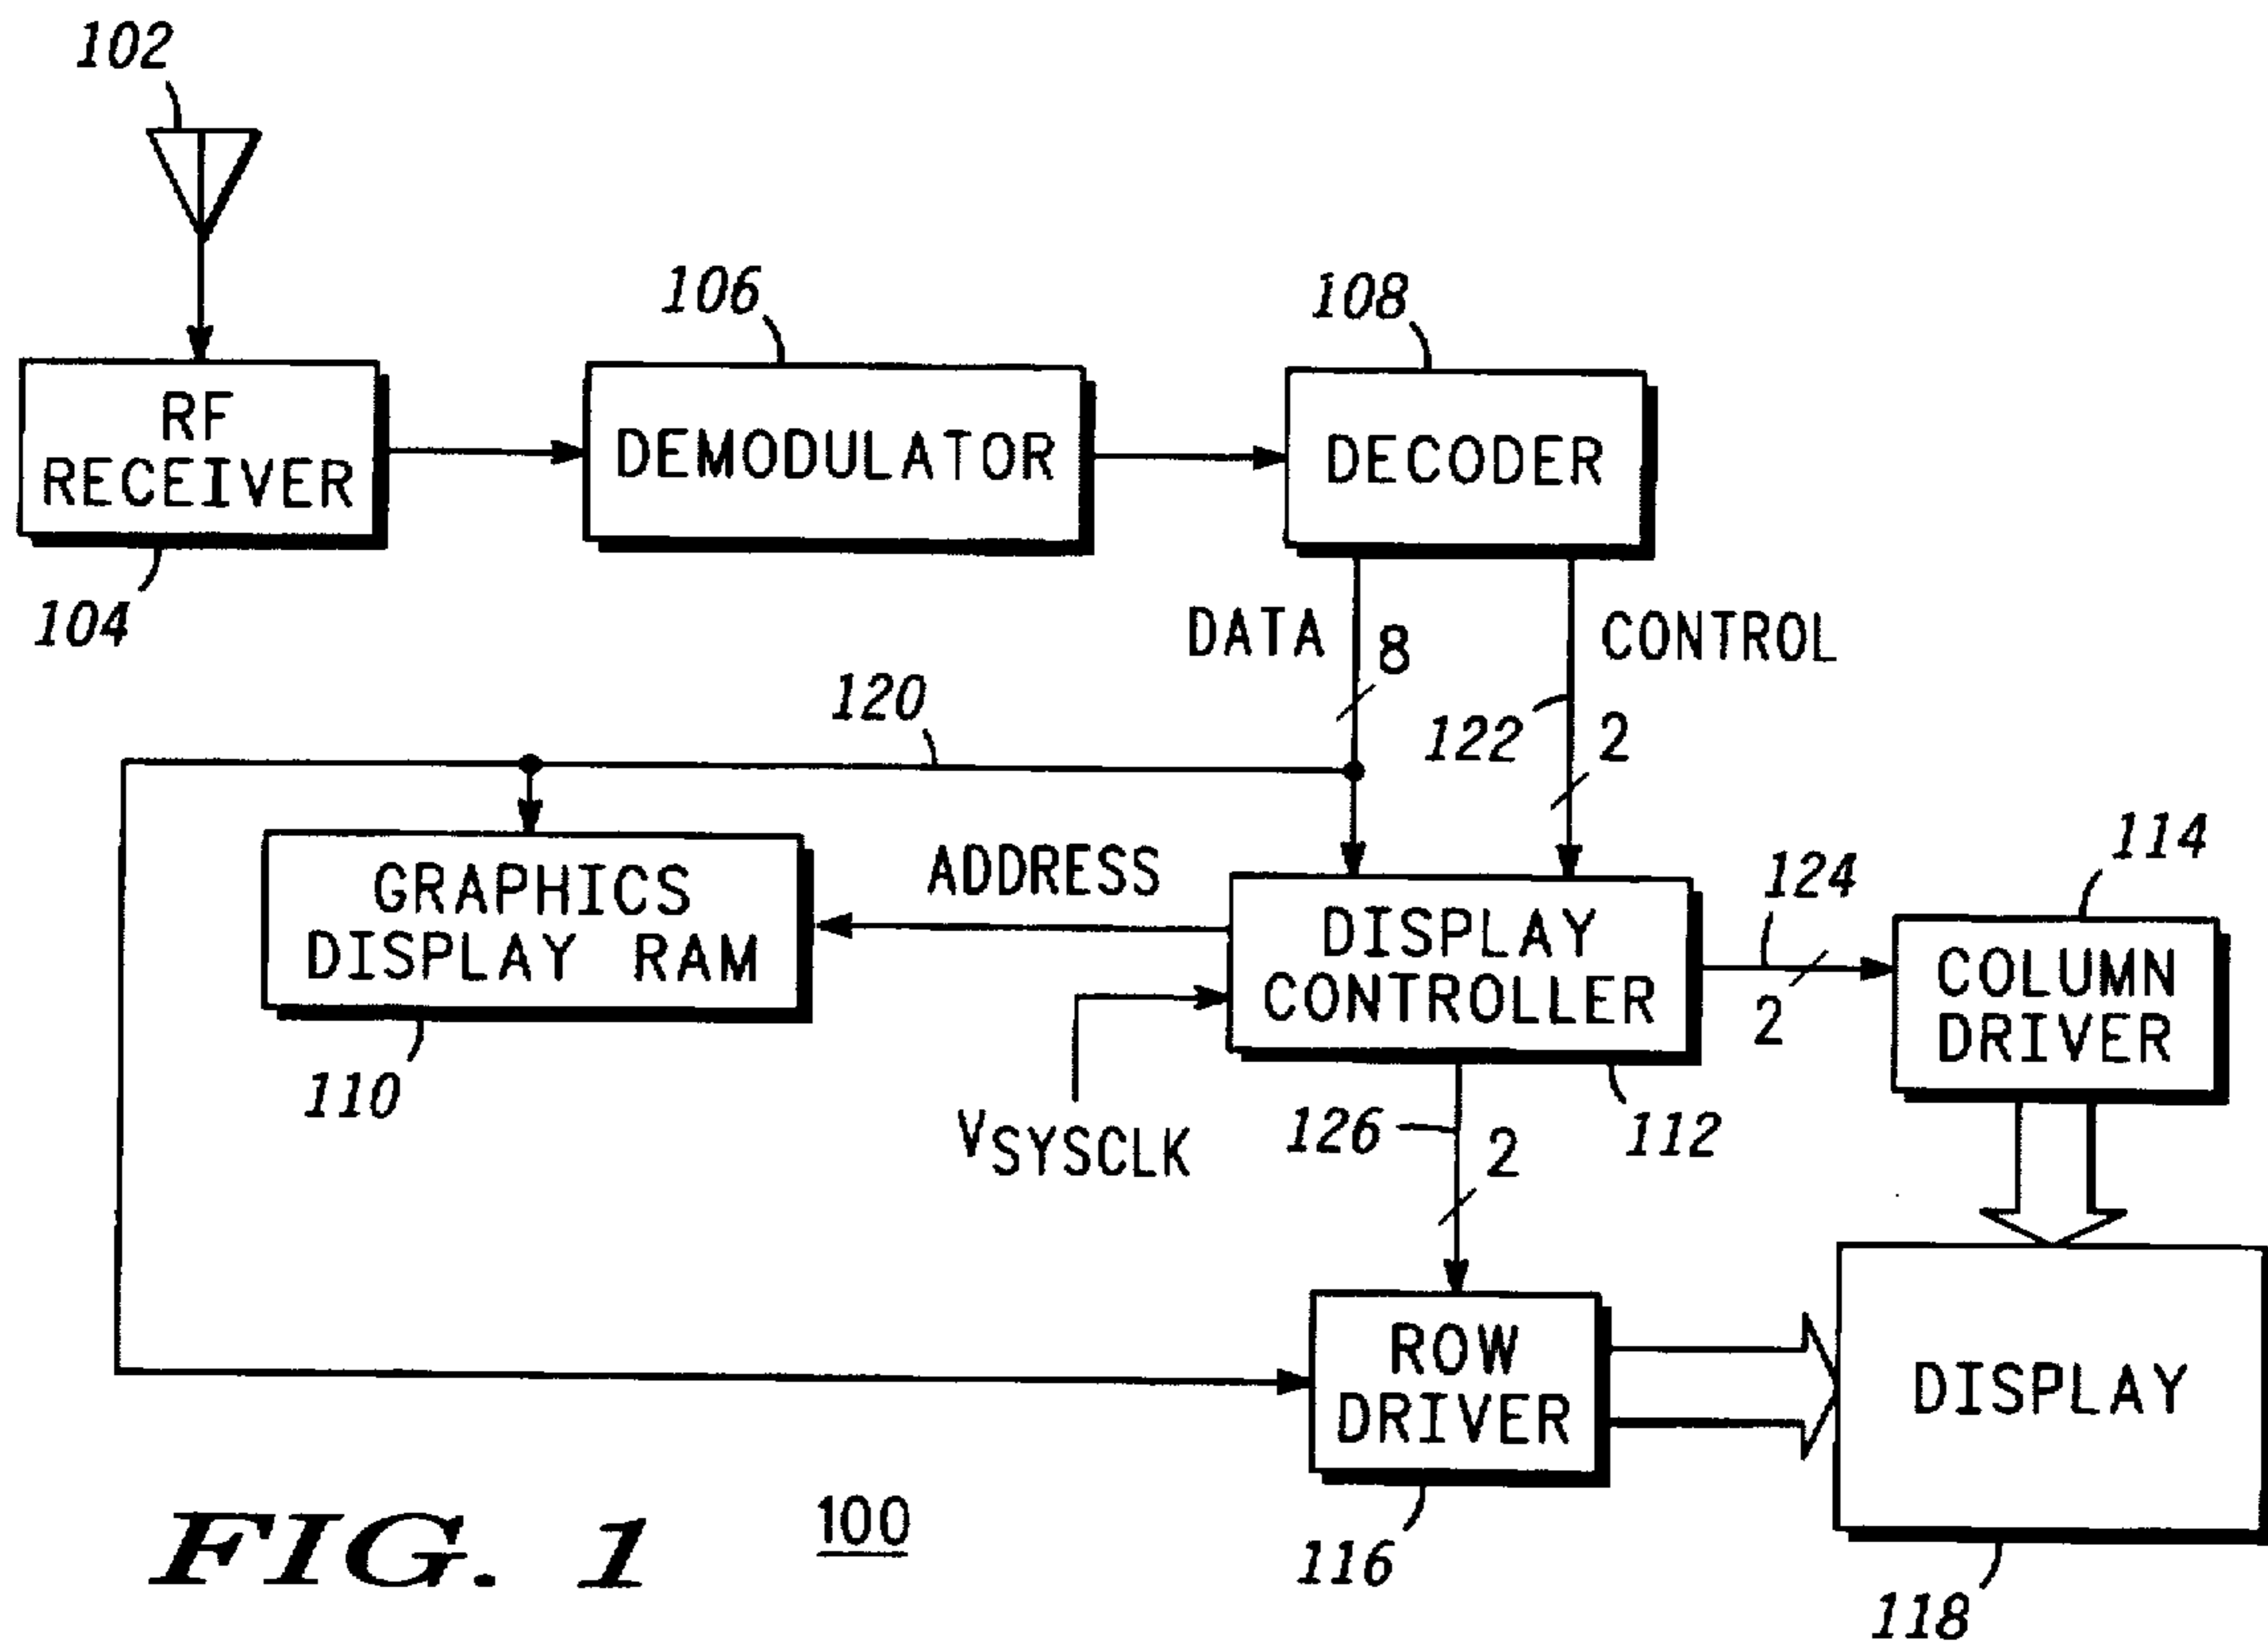 102
106
108
RF
RECEIVER
DEMODULATOR
DECODER
104
DATA
8
CONTROL
120
122
2
GRAPHICS
DISPLAY RAM
ADDRESS
DISPLAY
CONTROLLER
124
2
114
COLUMN
DRIVER
110
VSYSCLK
126
2
112
ROW
DRIVER
DISPLAY
FIG. 1
100
116
118